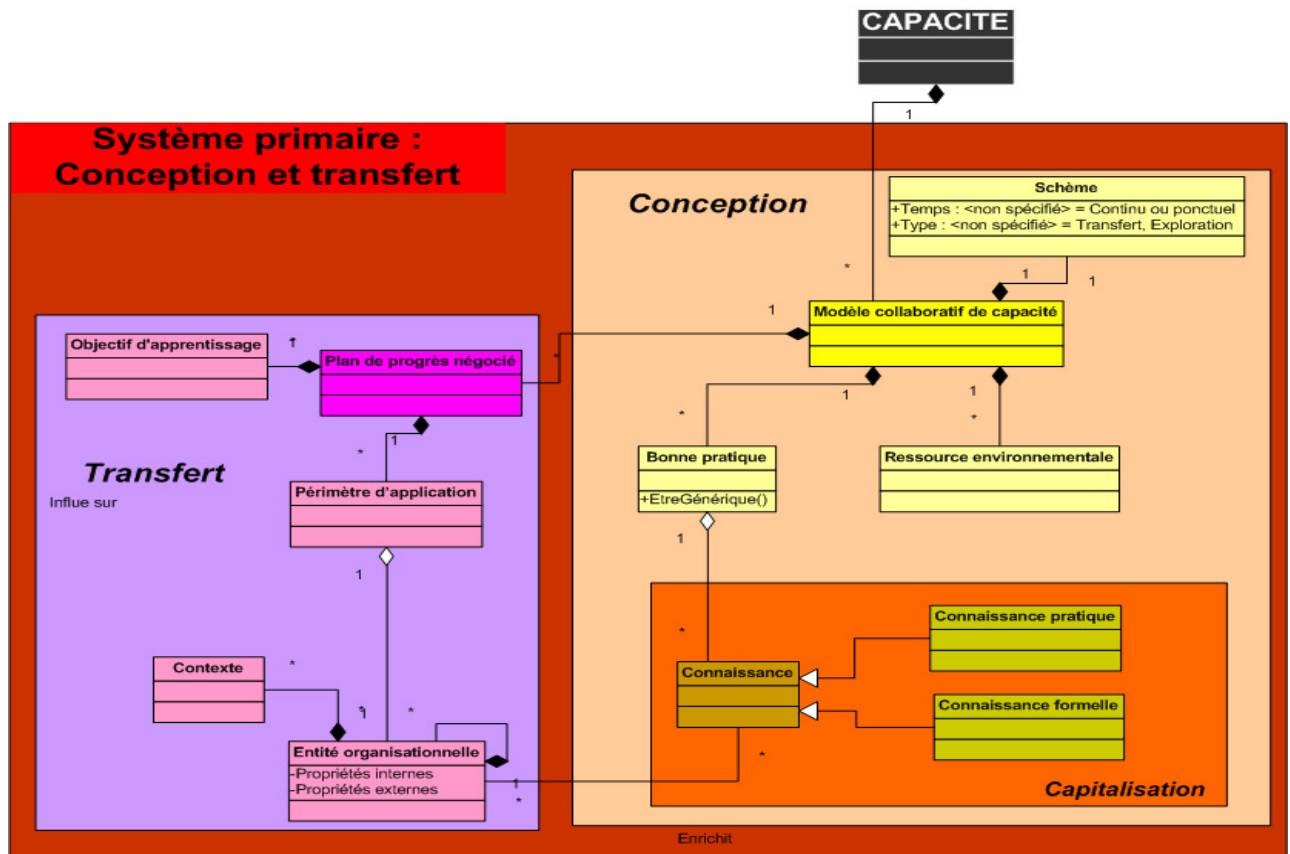 CAPACITE
1
Système primaire :
Conception et transfert
Conception
Schème
+Temps : <non spécifié> = Continu ou ponctuel
+Type : <non spécifié> = Transfert, Exploration
*
1
1
1
Modèle collaboratif de capacité
Objectif d'apprentissage
1
Plan de progrès négocié
*
1
1
*
*
1
*
Transfert
Influe sur
Périmètre d'application
Bonne pratique
+EtreGénérique()
Ressource environnementale
1
1
Connaissance pratique
*
Contexte
*
Connaissance
Connaissance formelle
1
*
*
Entité organisationnelle
-Propriétés internes
-Propriétés externes
1
*
Capitalisation
Enrichit